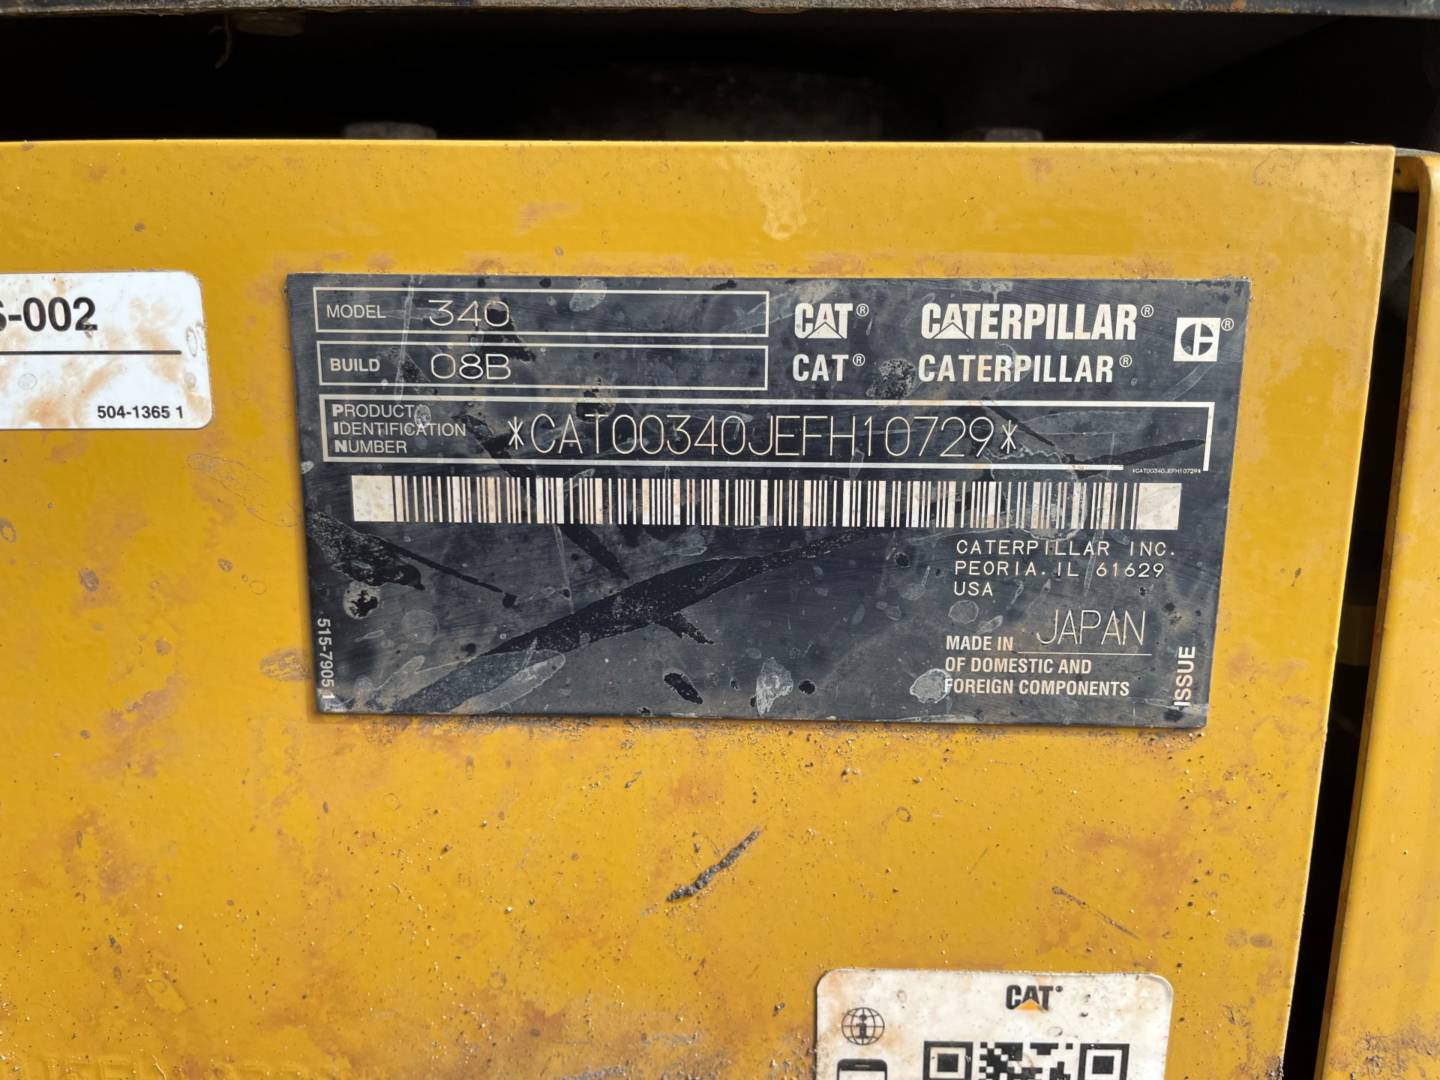 S-002
504-1365 1
MODEL 340
BUILD 08B
CAT® CATERPILLAR® C®
CAT® CATERPILLAR®
PRODUCT IDENTIFICATION NUMBER *CAT00340JEFH10729*
*CAT00340JEFH10729*
CATERPILLAR INC.
PEORIA. IL 61629
USA
MADE IN JAPAN
OF DOMESTIC AND
FOREIGN COMPONENTS
ISSUE
515-7905 1
CAT®